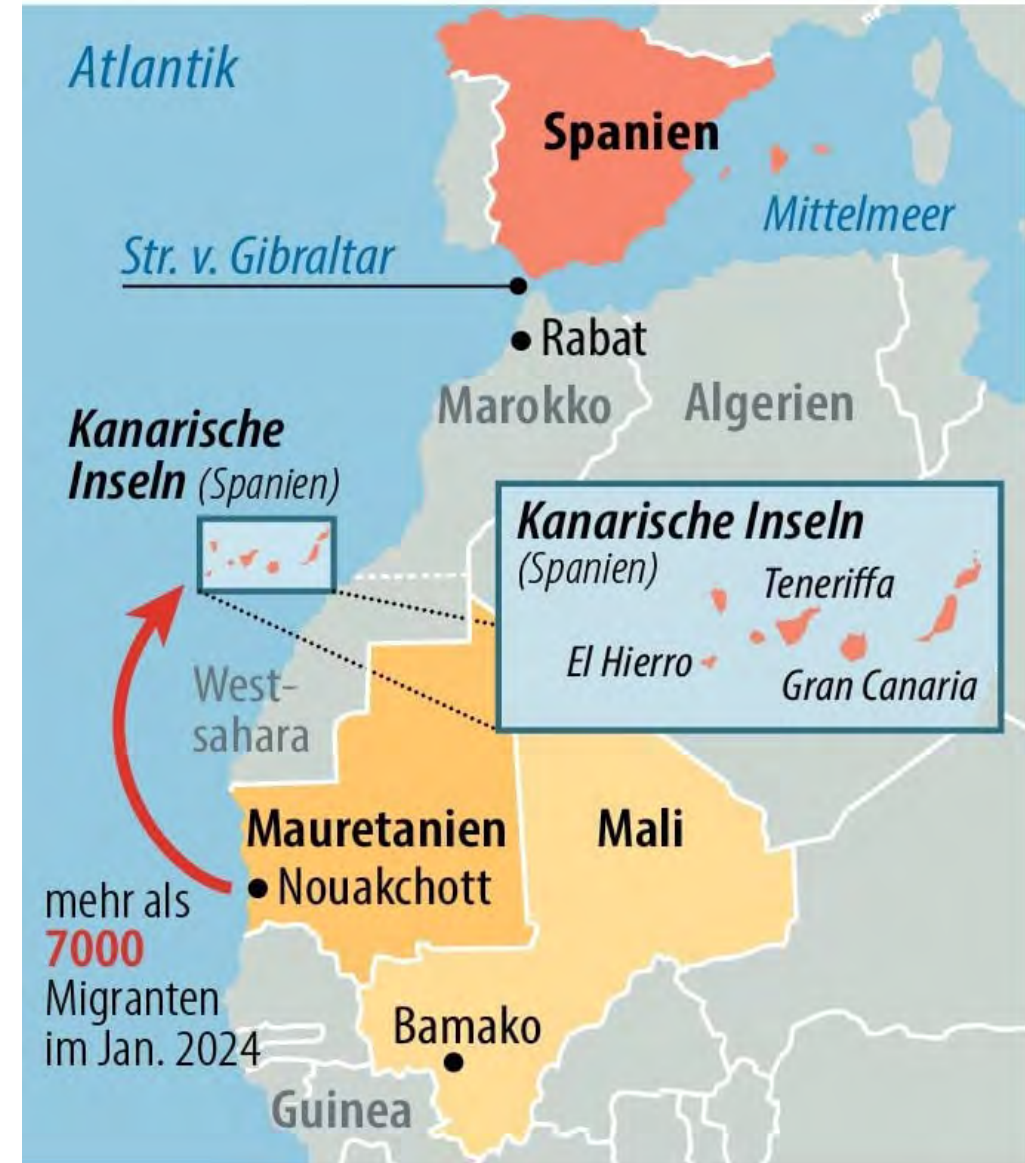 Atlantik
Spanien
Mittelmeer
Str. v. Gibraltar
Rabat
Marokko
Algerien
Kanarische
Inseln (Spanien)
Kanarische Inseln
(Spanien)
Teneriffa
El Hierro
Gran Canaria
West-
sahara
Mauretanien
Mali
Nouakchott
mehr als
7000
Migranten
im Jan. 2024
Bamako
Guinea